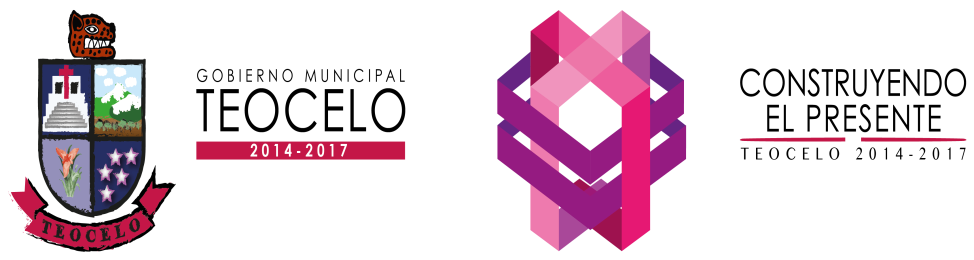 TEOCELO
GOBIERNO MUNICIPAL
TEOCELO
2014-2017
CONSTRUYENDO
EL PRESENTE
TEOCELO 2014-2017